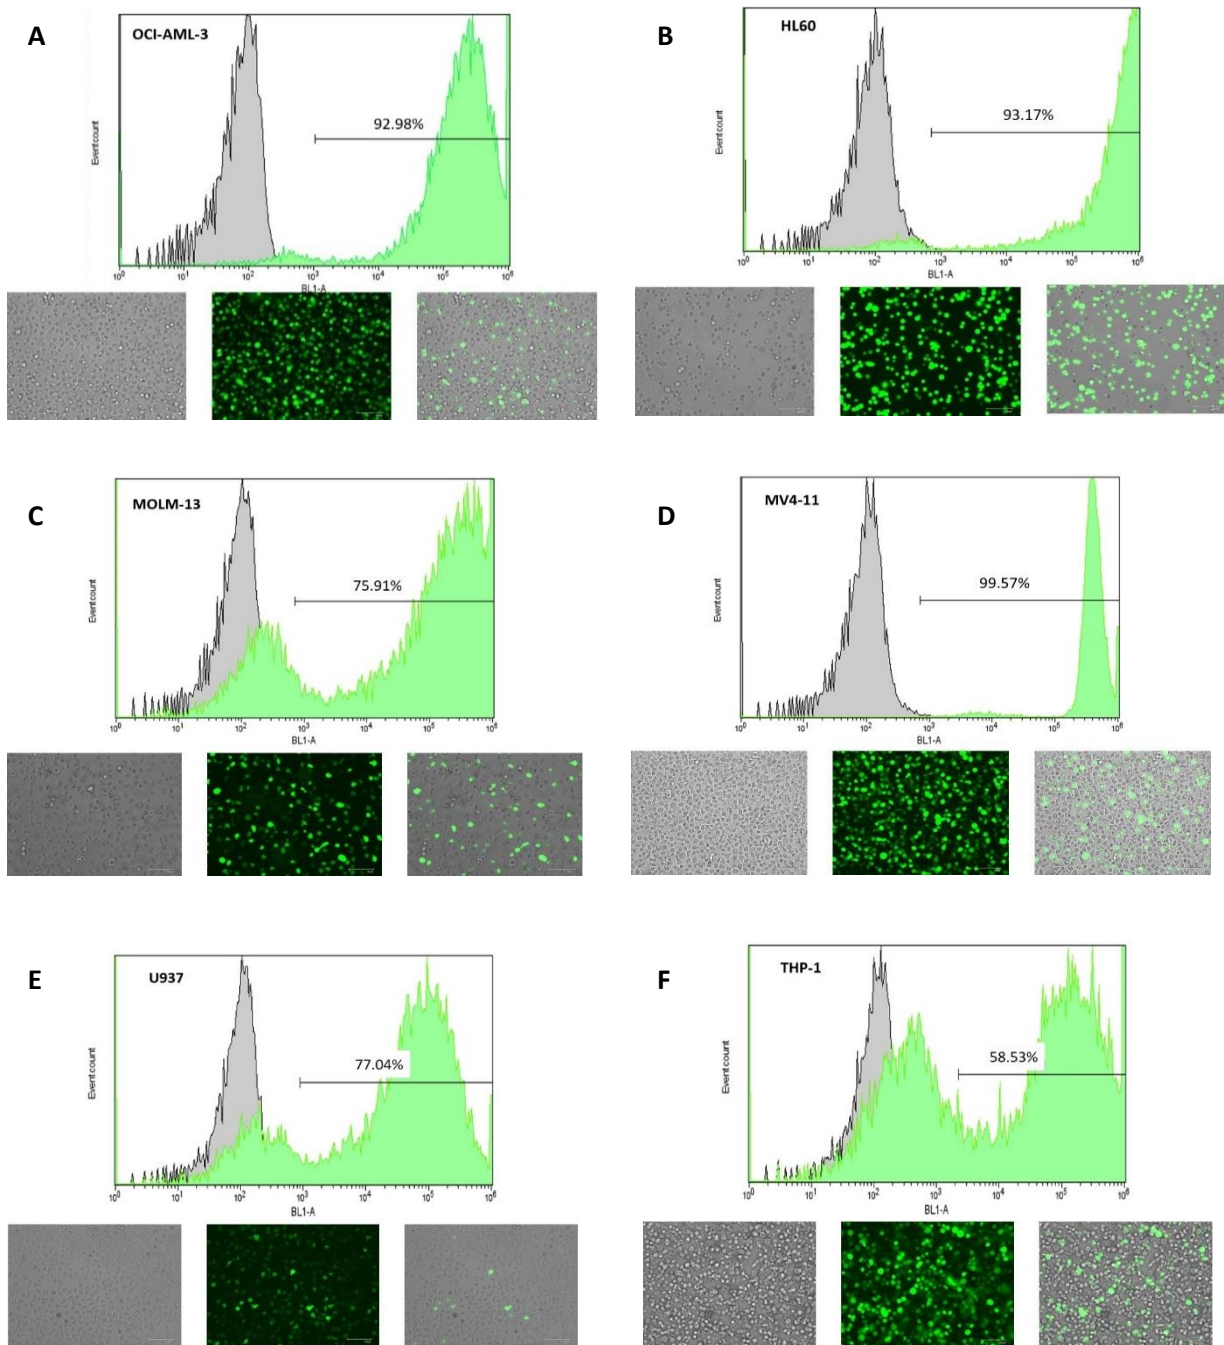 A
OCI-AML-3
92.98%
Event count
10⁰ 10¹ 10² 10³ 10⁴ 10⁵ 10⁶
BL1-A
B
HL60
93.17%
Event count
10⁰ 10¹ 10² 10³ 10⁴ 10⁵ 10⁶
BL1-A
C
MOLM-13
75.91%
Event count
10⁰ 10¹ 10² 10³ 10⁴ 10⁵ 10⁶
BL1-A
D
MV4-11
99.57%
Event count
10⁰ 10¹ 10² 10³ 10⁴ 10⁵ 10⁶
BL1-A
E
U937
77.04%
Event count
10⁰ 10¹ 10² 10³ 10⁴ 10⁵ 10⁶
BL1-A
F
THP-1
58.53%
Event count
10⁰ 10¹ 10² 10³ 10⁴ 10⁵ 10⁶
BL1-A